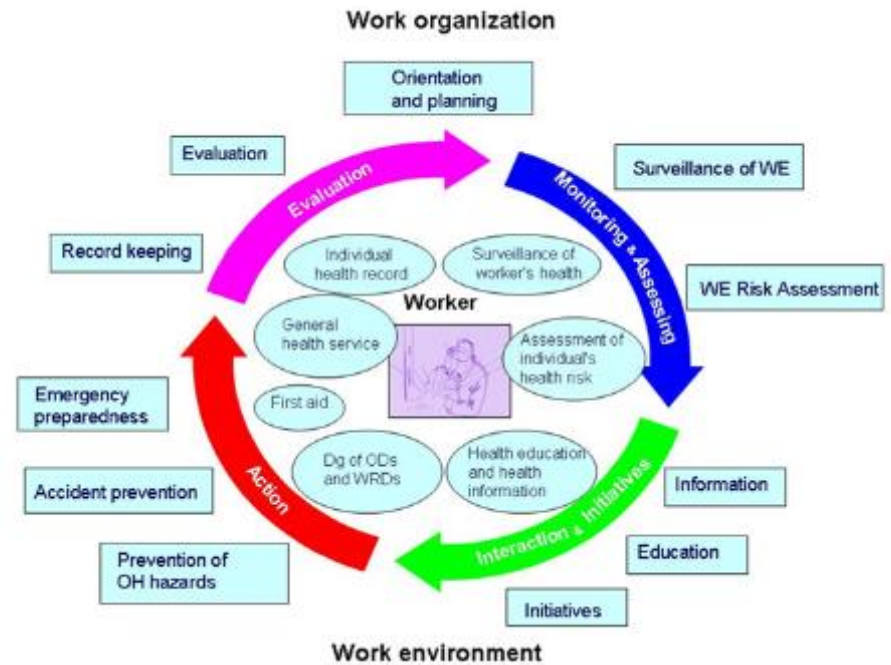 Work organization
Orientation
and planning
Evaluation
Surveillance of WE
Evaluation
Monitoring & Assessing
Record keeping
Individual
health record
Surveillance of
worker's health
WE Risk Assessment
Worker
General
health service
Assessment of
individual's
health risk
Emergency
preparedness
First aid
Action
Dg of ODs
and WRDs
Health education
and health
information
Interaction & Initiatives
Information
Accident prevention
Education
Prevention of
OH hazards
Initiatives
Work environment